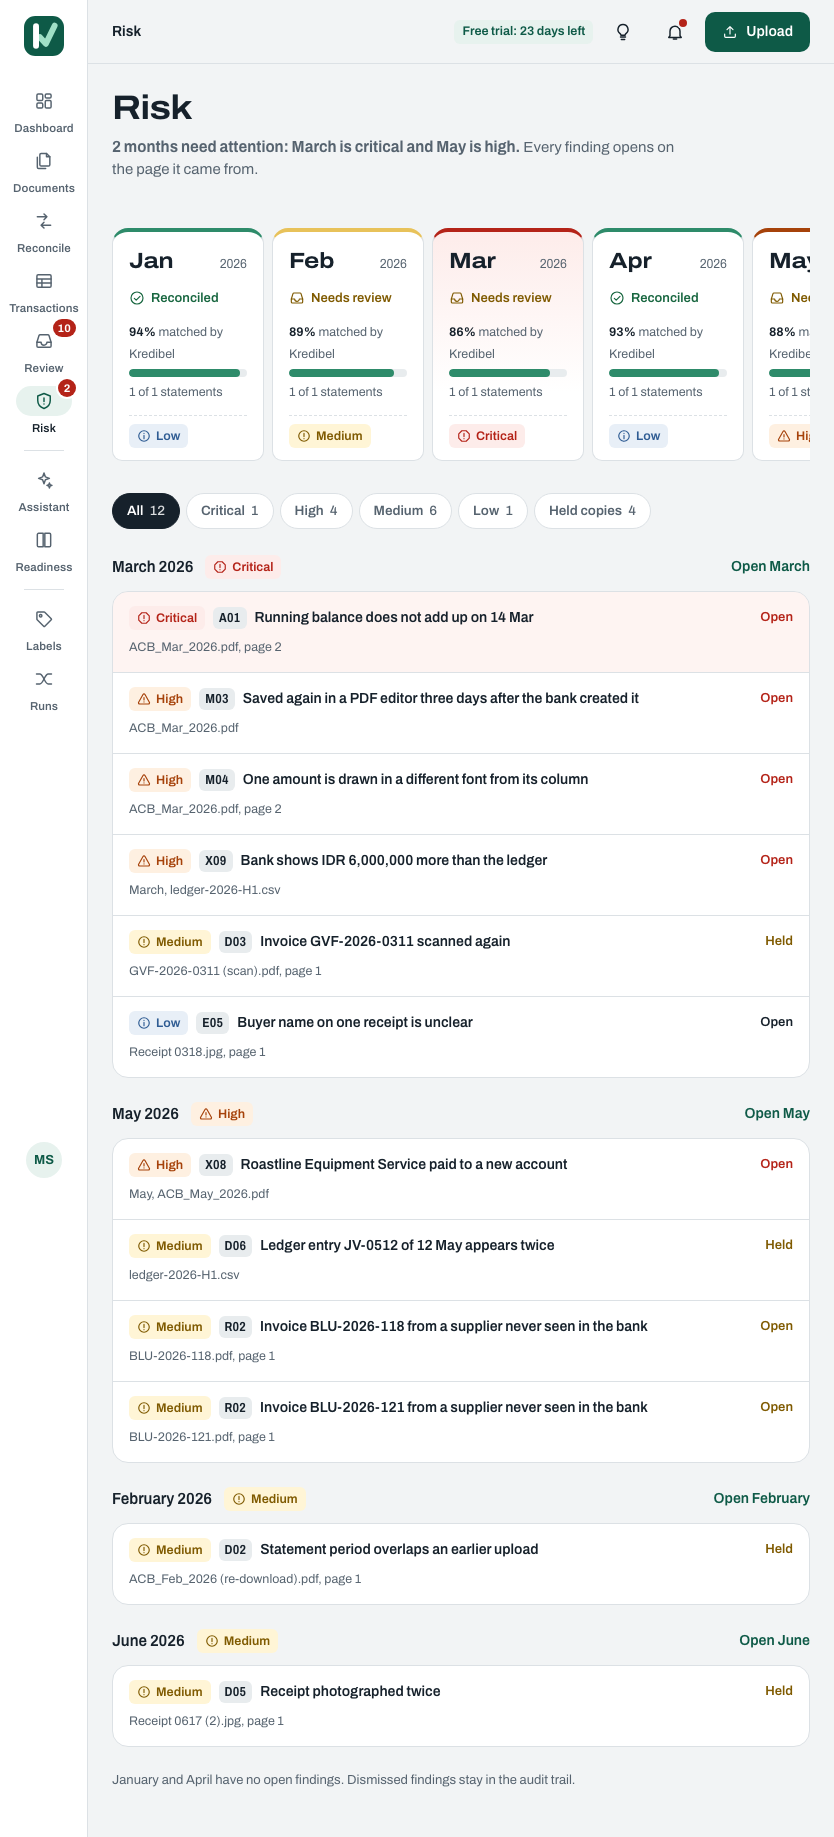 Risk
Free trial: 23 days left
Upload
Dashboard
Documents
Reconcile
Transactions
10
Review
2
Risk
Assistant
Readiness
Labels
Runs
MS
Risk
2 months need attention: March is critical and May is high. Every finding opens on
the page it came from.
Jan 2026
Reconciled
94% matched by
Kredibel
1 of 1 statements
Low
Feb 2026
Needs review
89% matched by
Kredibel
1 of 1 statements
Medium
Mar 2026
Needs review
86% matched by
Kredibel
1 of 1 statements
Critical
Apr 2026
Reconciled
93% matched by
Kredibel
1 of 1 statements
Low
May
88%
1 of 1
All 12
Critical 1
High 4
Medium 6
Low 1
Held copies 4
March 2026 Critical Open March
Critical A01 Running balance does not add up on 14 Mar Open
ACB_Mar_2026.pdf, page 2
High M03 Saved again in a PDF editor three days after the bank created it Open
ACB_Mar_2026.pdf
High M04 One amount is drawn in a different font from its column Open
ACB_Mar_2026.pdf, page 2
High X09 Bank shows IDR 6,000,000 more than the ledger Open
March, ledger-2026-H1.csv
Medium D03 Invoice GVF-2026-0311 scanned again Held
GVF-2026-0311 (scan).pdf, page 1
Low E05 Buyer name on one receipt is unclear Open
Receipt 0318.jpg, page 1
May 2026 High Open May
High X08 Roastline Equipment Service paid to a new account Open
May, ACB_May_2026.pdf
Medium D06 Ledger entry JV-0512 of 12 May appears twice Held
ledger-2026-H1.csv
Medium R02 Invoice BLU-2026-118 from a supplier never seen in the bank Open
BLU-2026-118.pdf, page 1
Medium R02 Invoice BLU-2026-121 from a supplier never seen in the bank Open
BLU-2026-121.pdf, page 1
February 2026 Medium Open February
Medium D02 Statement period overlaps an earlier upload Held
ACB_Feb_2026 (re-download).pdf, page 1
June 2026 Medium Open June
Medium D05 Receipt photographed twice Held
Receipt 0617 (2).jpg, page 1
January and April have no open findings. Dismissed findings stay in the audit trail.